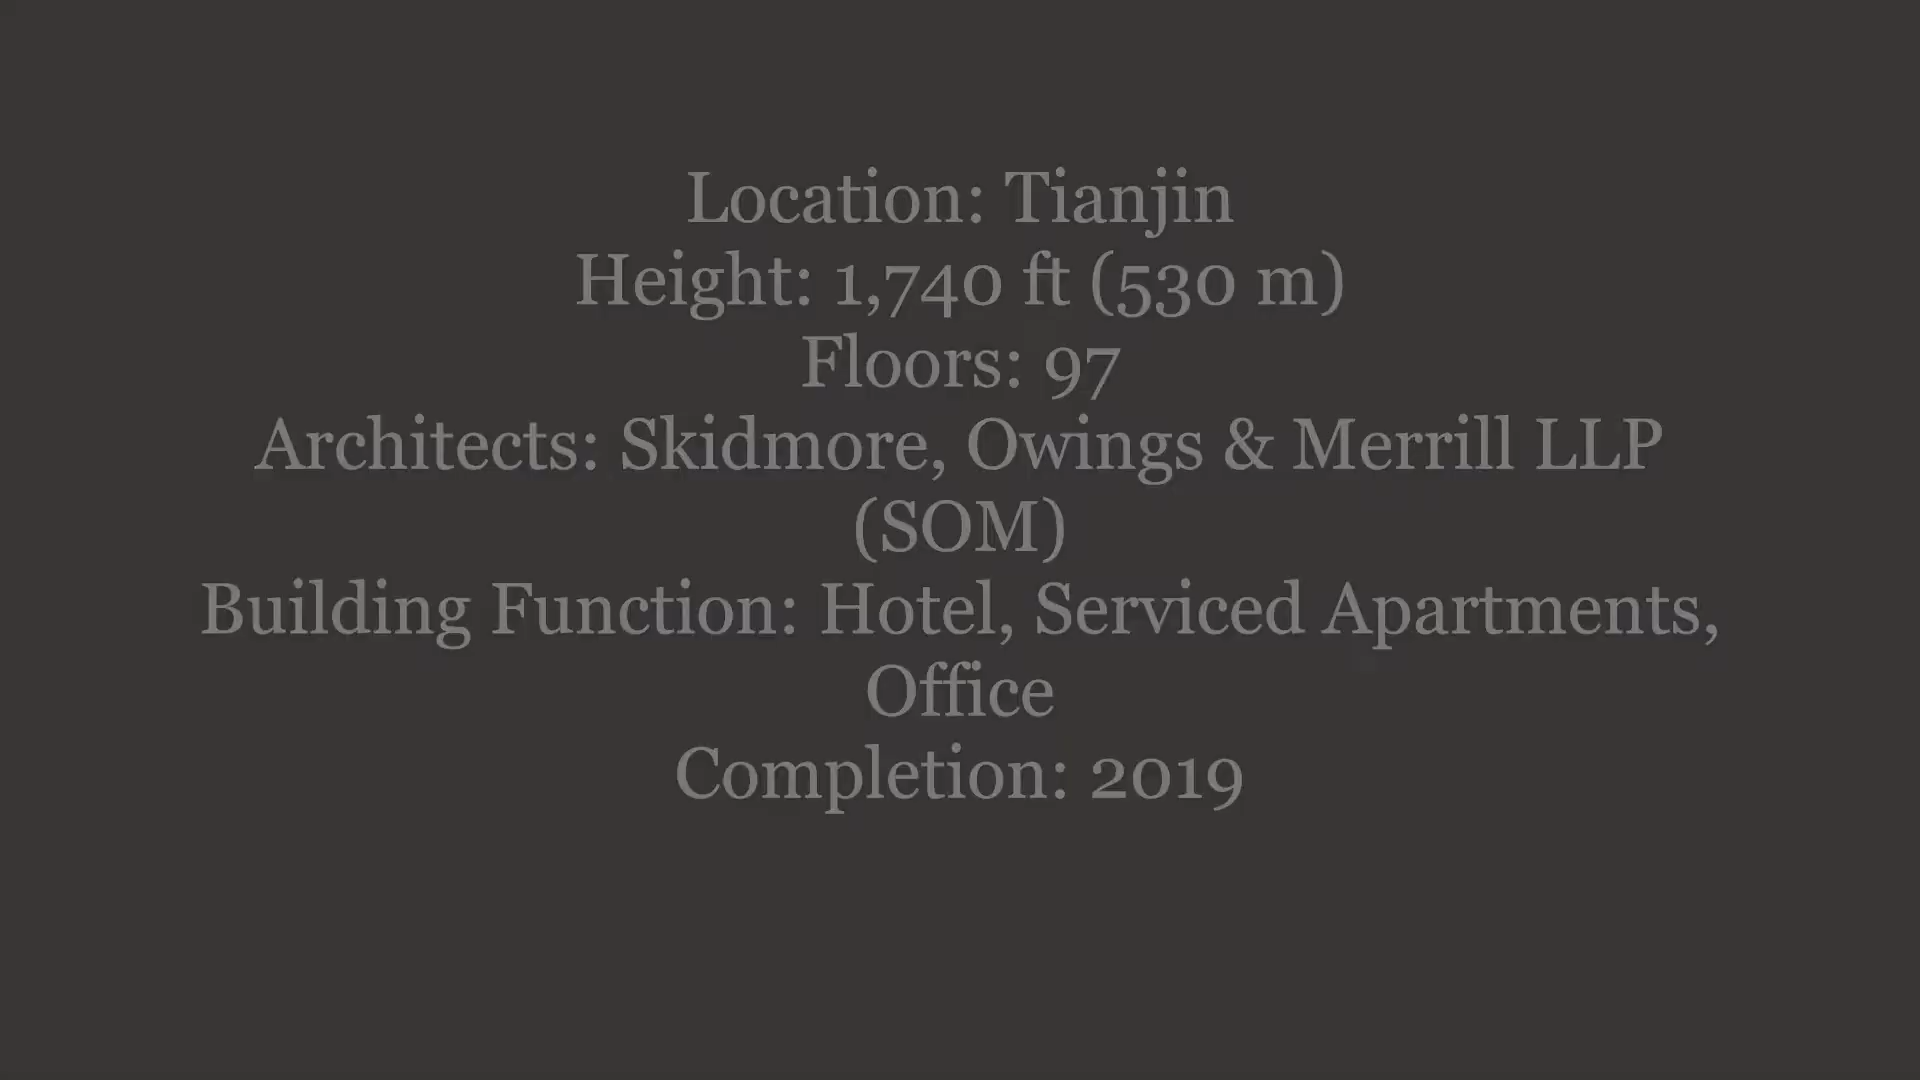 Location: Tianjin
Height: 1,740 ft (530 m)
Floors: 97
Architects: Skidmore, Owings & Merrill LLP
(SOM)
Building Function: Hotel, Serviced Apartments,
Office
Completion: 2019